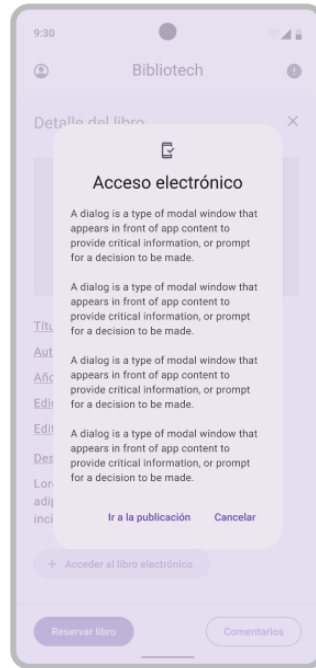 9:30
Bibliotech
Detalle del libro
Acceso electrónico
A dialog is a type of modal window that
appears in front of app content to
provide critical information, or prompt
for a decision to be made.
A dialog is a type of modal window that
appears in front of app content to
provide critical information, or prompt
for a decision to be made.
A dialog is a type of modal window that
appears in front of app content to
provide critical information, or prompt
for a decision to be made.
A dialog is a type of modal window that
appears in front of app content to
provide critical information, or prompt
for a decision to be made.
Ir a la publicación Cancelar
+ Acceder al libro electrónico
Reservar libro Comentarios